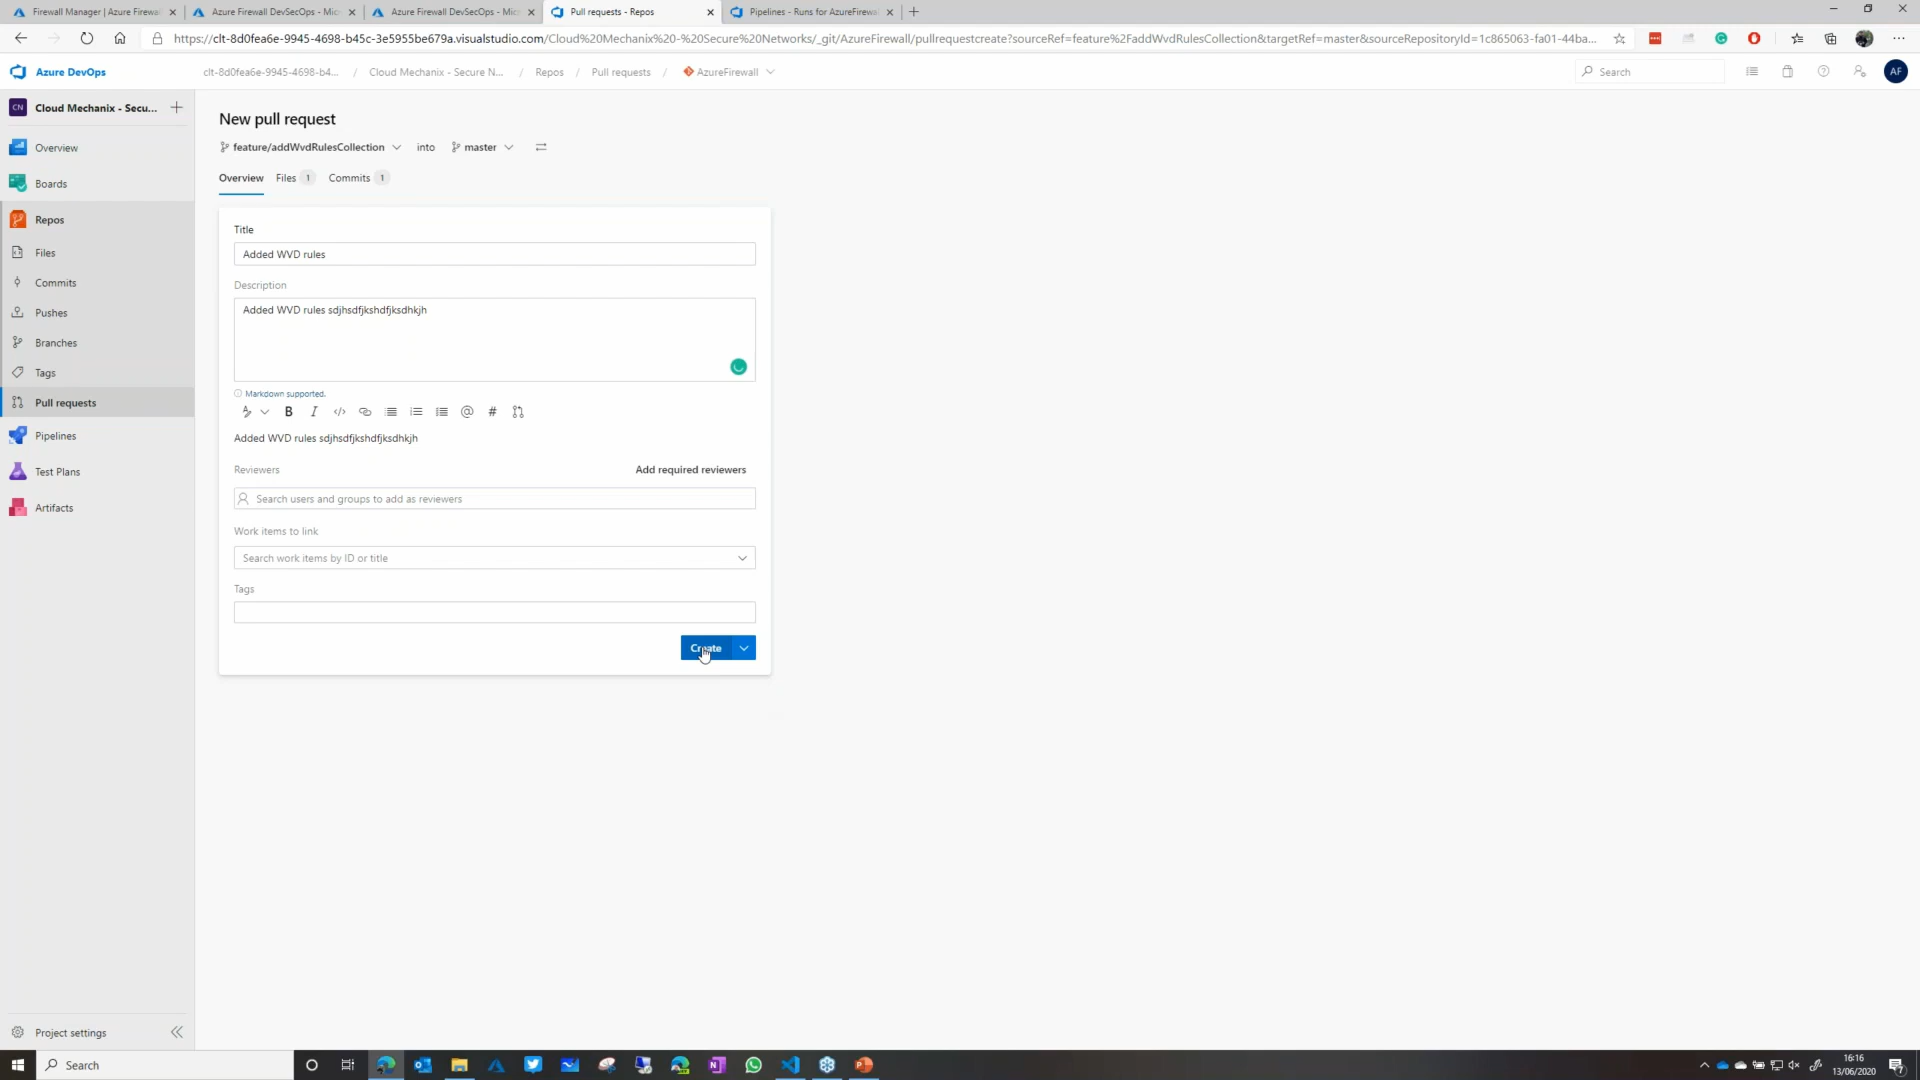 Firewall Manager | Azure Firewal
Azure Firewall DevSecOps - Mic
Azure Firewall DevSecOps - Mic
Pull requests - Repos
Pipelines - Runs for AzureFirewa
https://clt-8d0fea6e-9945-4698-b45c-3e5955be679a.visualstudio.com/Cloud%20Mechanix%20-%20Secure%20Networks/_git/AzureFirewall/pullrequestcreate?sourceRef=feature%2FaddWvdRulesCollection&targetRef=master&sourceRepositoryId=1c865063-fa01-44ba...
Azure DevOps
clt-8d0fea6e-9945-4698-b4... / Cloud Mechanix - Secure N... / Repos / Pull requests / AzureFirewall
Search
AF
CN Cloud Mechanix - Secu...
Overview
Boards
Repos
Files
Commits
Pushes
Branches
Tags
Pull requests
Pipelines
Test Plans
Artifacts
Project settings
New pull request
feature/addWvdRulesCollection into master
Overview Files 1 Commits 1
Title
Added WVD rules
Description
Added WVD rules sdjhsdfjkshdfjksdhkjh
Markdown supported.
B I </> @ #
Added WVD rules sdjhsdfjkshdfjksdhkjh
Reviewers Add required reviewers
Search users and groups to add as reviewers
Work items to link
Search work items by ID or title
Tags
Create
Search
16:16
13/06/2020